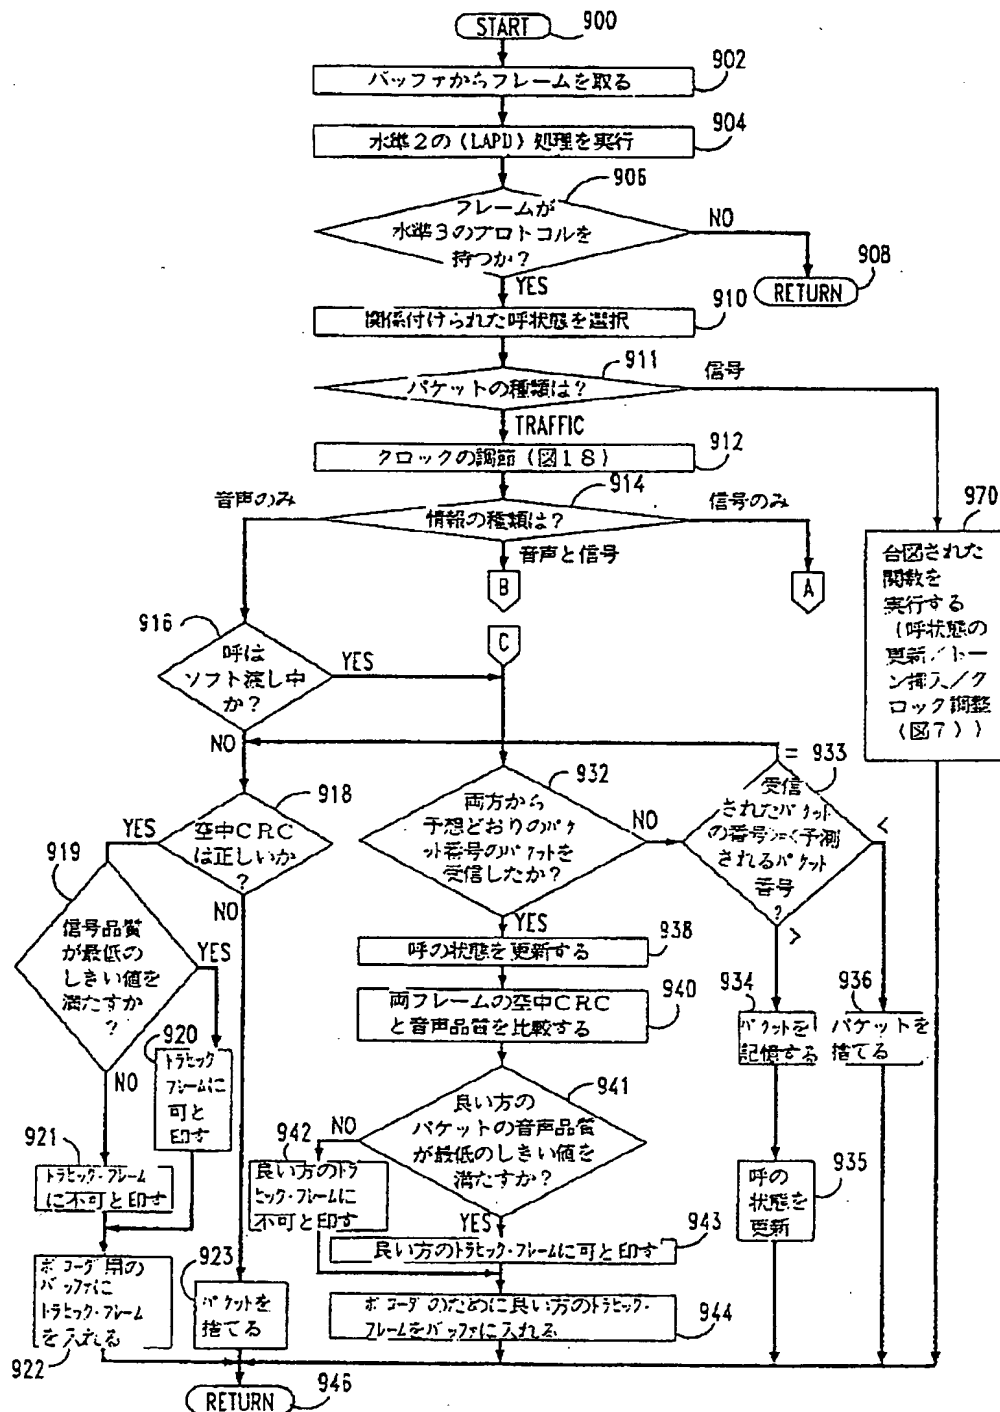 START
900
バッファからフレームを取る
902
水準2の(LAPD)処理を実行
904
906
フレームが
水準3のプロトコルを
持つか?
NO
908
RETURN
YES
関係付けられた呼状態を選択
910
911
パケットの種類は?
信号
TRAFFIC
クロックの調節(図18)
912
914
音声のみ
情報の種類は?
信号のみ
音声と信号
B
A
970
合図された
関数を
実行する
(呼状態の
更新/トー
ン挿入/ク
ロック調整
(図7))
916
呼は
ソフト渡し中
か?
YES
NO
C
932
両方から
予想どおりのパケ
ット番号のパケットを
受信したか?
NO
YES
933
=
受信
されたパケット
の番号>=<予測
されるパケット
番号
?
<
>
918
空中CRC
は正しいか
?
YES
NO
919
信号品質
が最低の
しきい値を
満たすか
?
YES
NO
920
トラヒック
フレームに
可と
印す
921
トラヒック・フレーム
に不可と印す
ボコーダ用の
バッファに
トラヒック・フレーム
を入れる
922
923
パケットを
捨てる
呼の状態を更新する
938
両フレームの空中CRC
と音声品質を比較する
940
941
良い方の
パケットの音声品質
が最低のしきい値を
満たすか?
NO
YES
942
良い方のトラ
ヒック・フレームに
不可と印す
943
良い方のトラヒック・フレームに可と印す
ボコーダのために良い方のトラヒック・
フレームをバッファに入れる
944
934
パケットを
記憶する
936
パケットを
捨てる
呼の
状態を
更新
935
RETURN
946